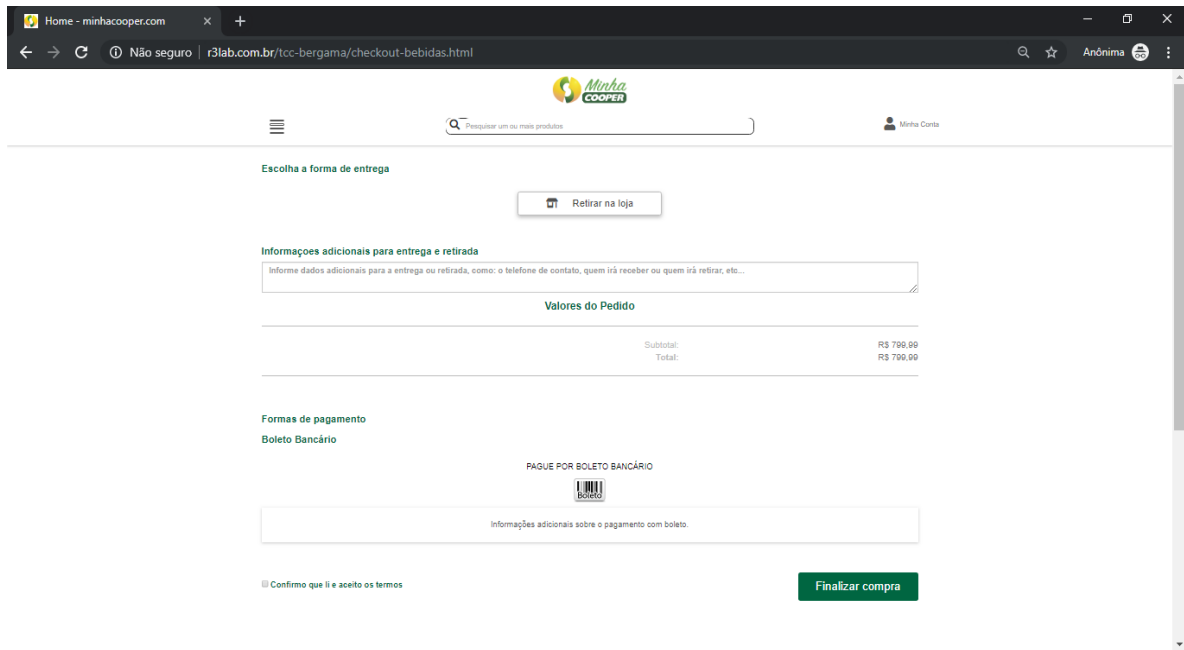 Home - minhacooper.com
Não seguro | r3lab.com.br/tcc-bergama/checkout-bebidas.html
Anônima
Minha
COOPER
Pesquisar um ou mais produtos
Minha Conta
Escolha a forma de entrega
Retirar na loja
Informaçoes adicionais para entrega e retirada
Informe dados adicionais para a entrega ou retirada, como: o telefone de contato, quem irá receber ou quem irá retirar, etc...
Valores do Pedido
Subtotal: R$ 799,99
Total: R$ 799,99
Formas de pagamento
Boleto Bancário
PAGUE POR BOLETO BANCÁRIO
Boleto
Informações adicionais sobre o pagamento com boleto.
Confirmo que li e aceito os termos
Finalizar compra